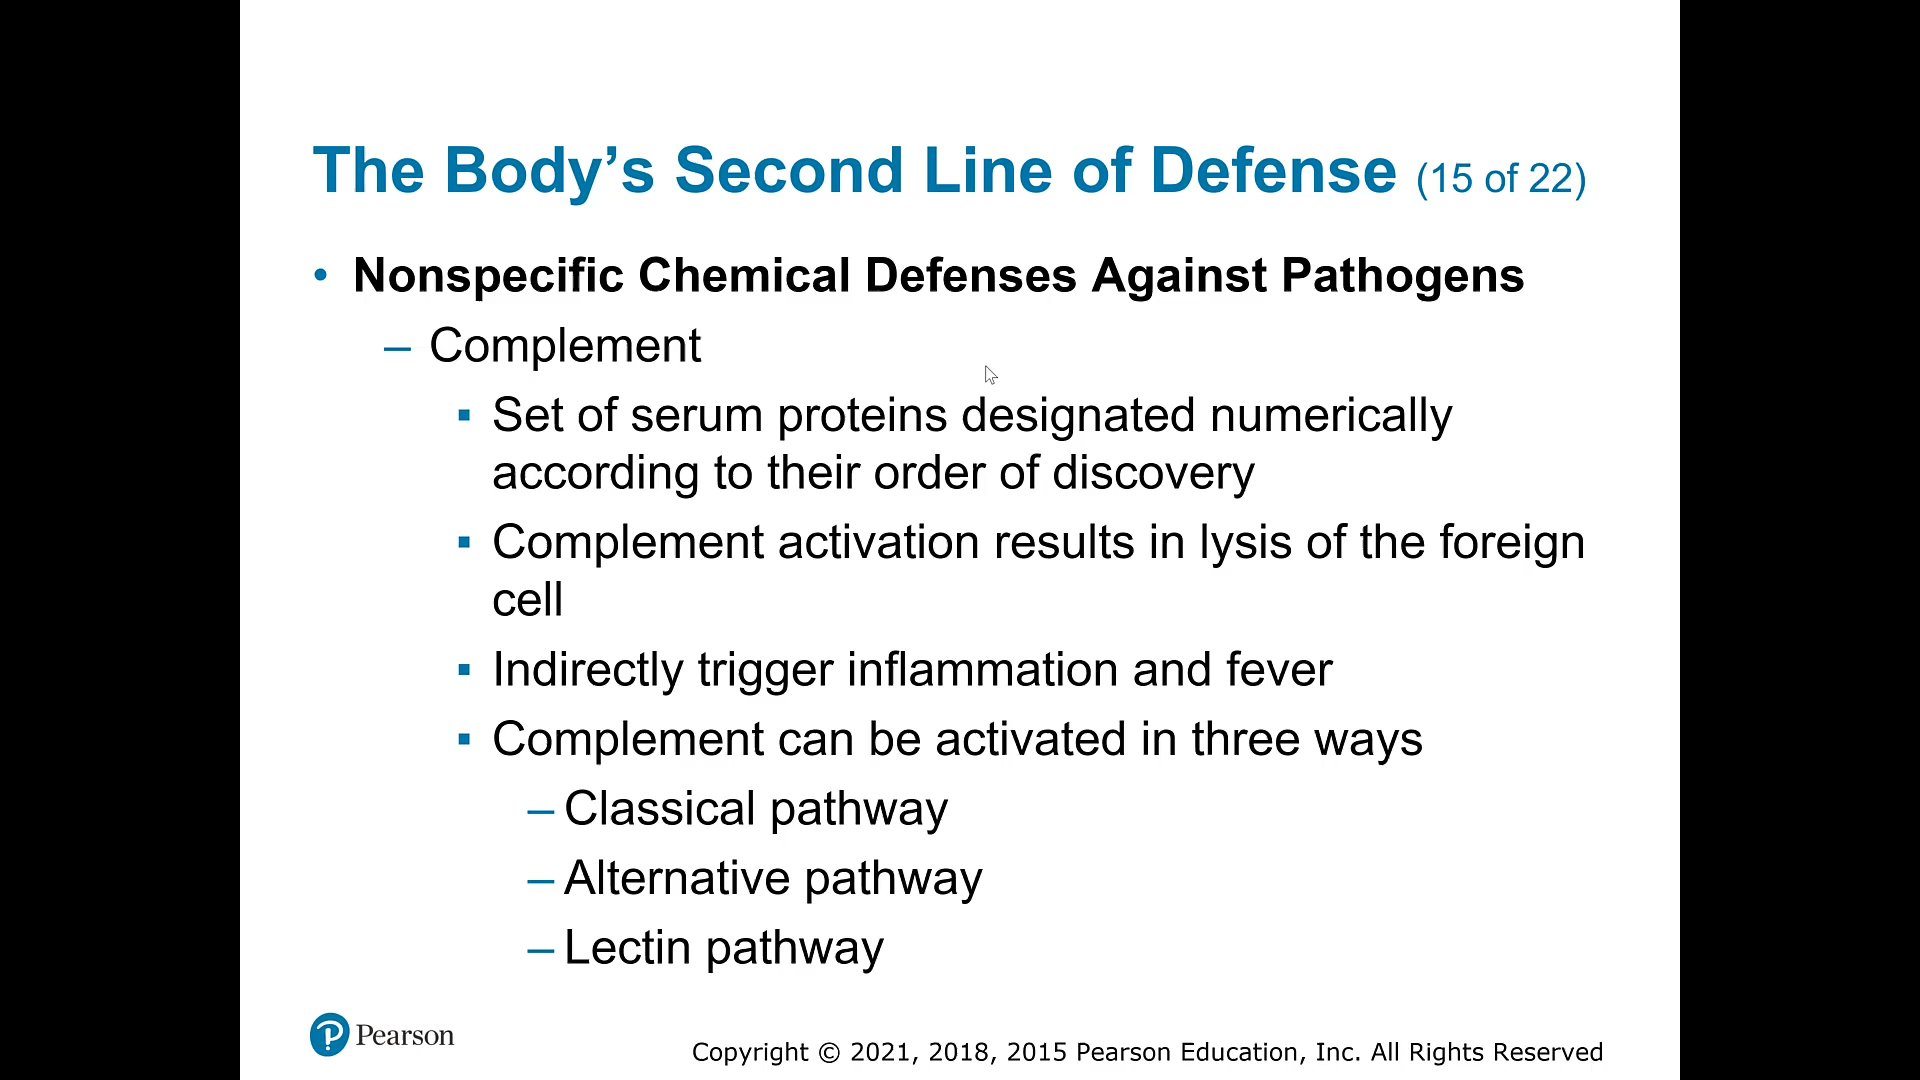 The Body’s Second Line of Defense (15 of 22)
• Nonspecific Chemical Defenses Against Pathogens
– Complement
▪ Set of serum proteins designated numerically
according to their order of discovery
▪ Complement activation results in lysis of the foreign
cell
▪ Indirectly trigger inflammation and fever
▪ Complement can be activated in three ways
– Classical pathway
– Alternative pathway
– Lectin pathway
Pearson
Copyright © 2021, 2018, 2015 Pearson Education, Inc. All Rights Reserved